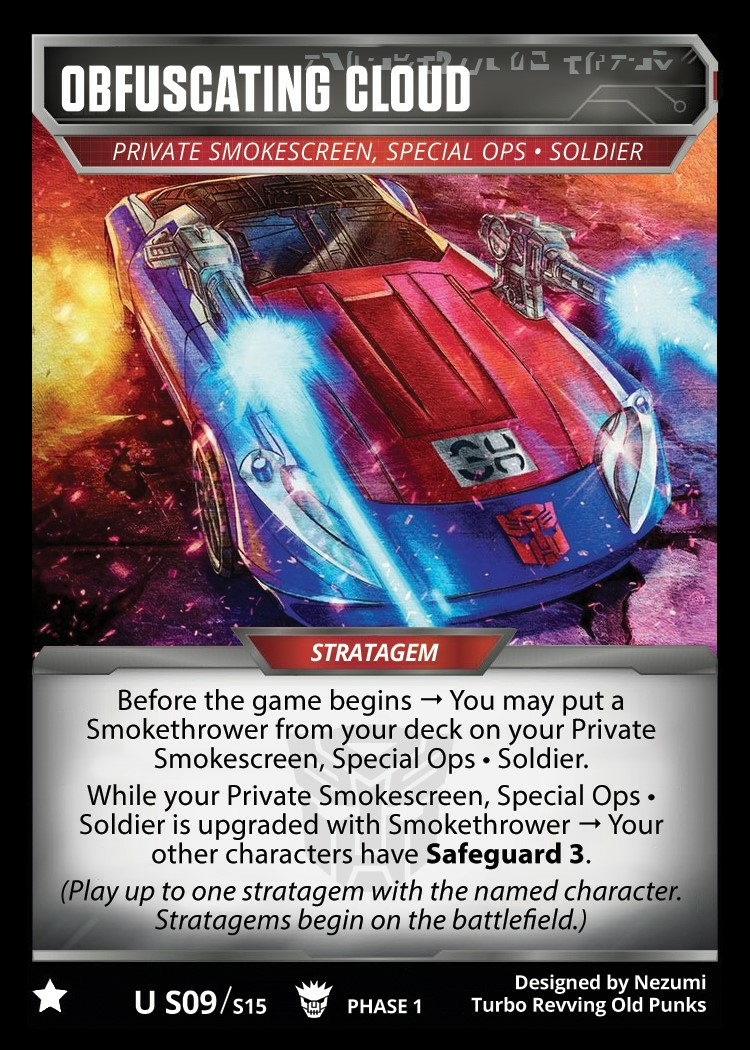 OBFUSCATING CLOUD
PRIVATE SMOKESCREEN, SPECIAL OPS • SOLDIER
38
STRATAGEM
Before the game begins → You may put a
Smokethrower from your deck on your Private
Smokescreen, Special Ops • Soldier.
While your Private Smokescreen, Special Ops •
Soldier is upgraded with Smokethrower → Your
other characters have Safeguard 3.
(Play up to one stratagem with the named character.
Stratagems begin on the battlefield.)
U S09/S15
PHASE 1
Designed by Nezumi
Turbo Revving Old Punks